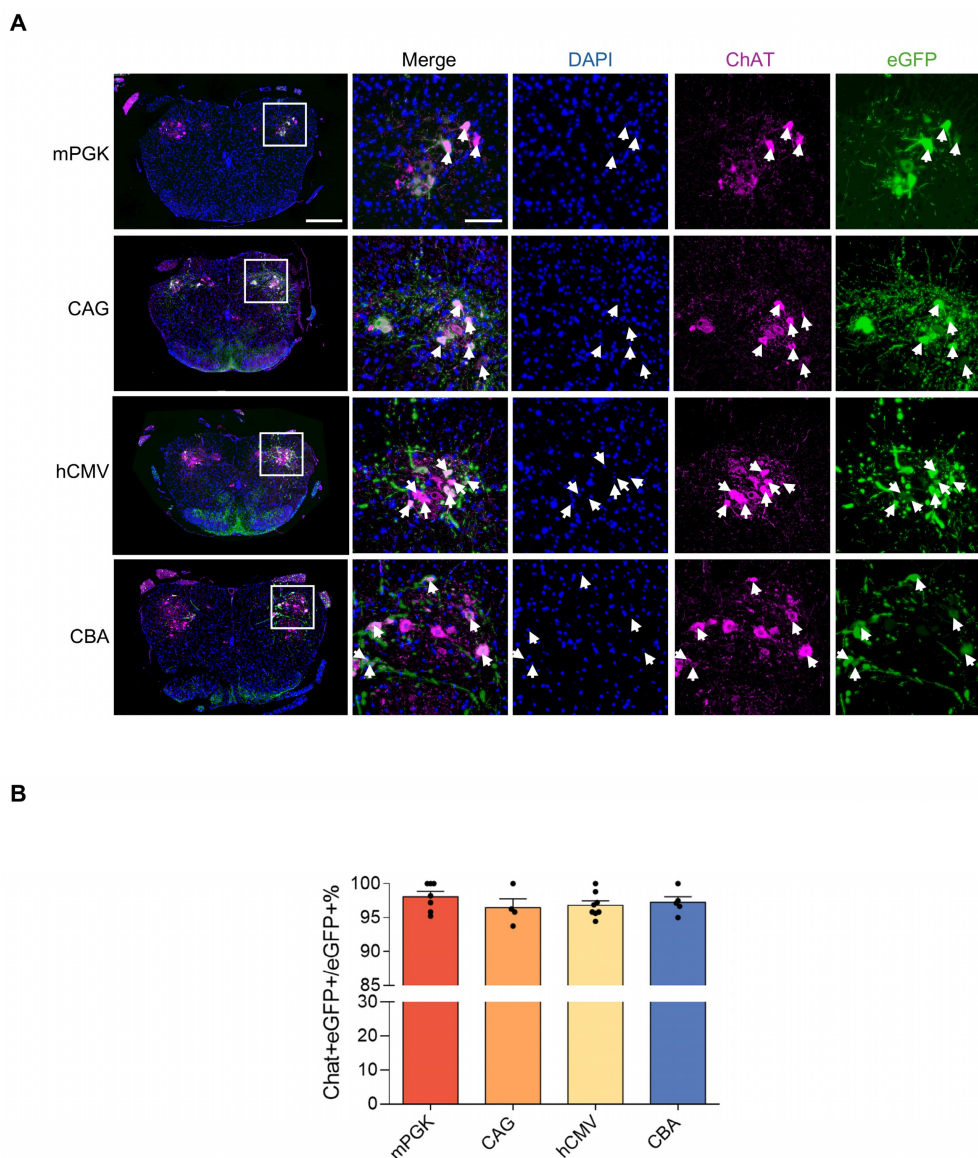 A
Merge DAPI ChAT eGFP
mPGK
CAG
hCMV
CBA
B
Chat+eGFP+/eGFP+%
100
95
90
85
30
20
10
0
mPGK CAG hCMV CBA